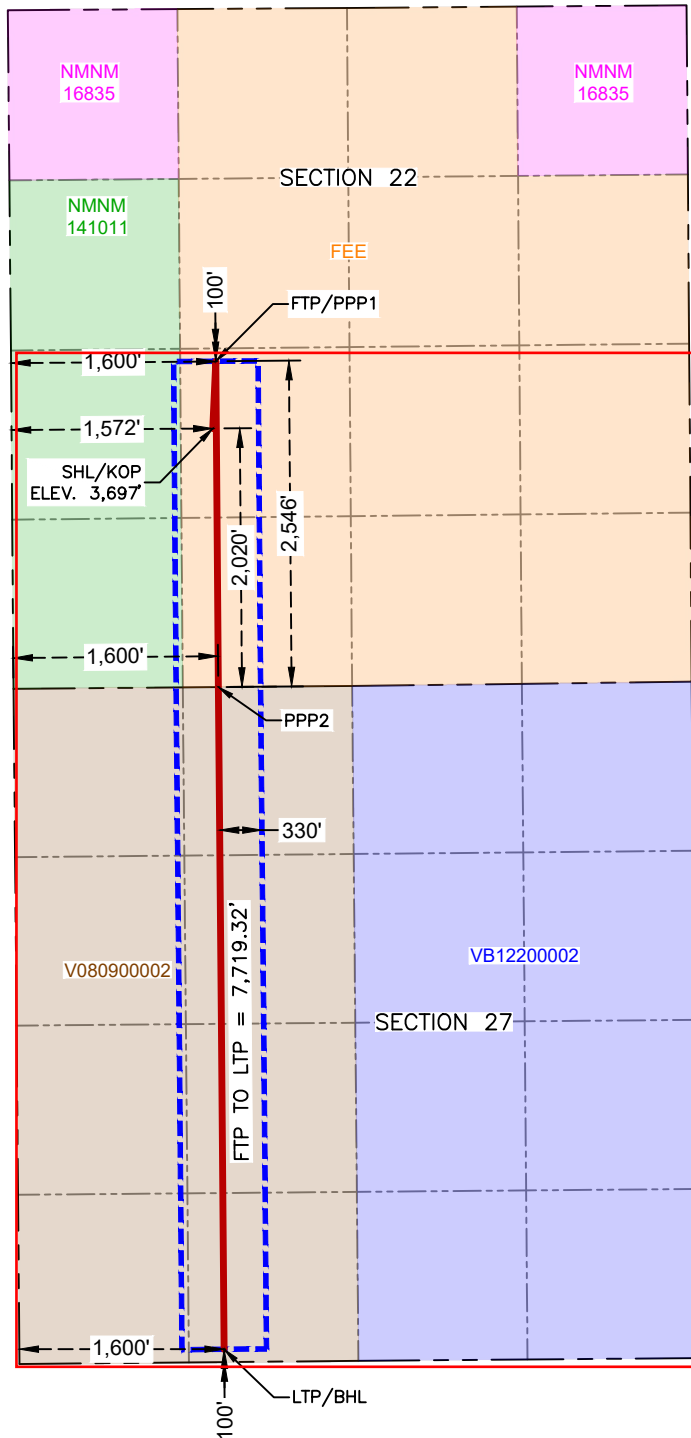 NMNM
16835
NMNM
16835
SECTION 22
NMNM
141011
FEE
100'
FTP/PPP1
1,600'
1,572'
SHL/KOP
ELEV. 3,697'
2,020'
2,546'
1,600'
PPP2
330'
FTP TO LTP = 7,719.32'
V080900002
VB12200002
SECTION 27
1,600'
LTP/BHL
100'